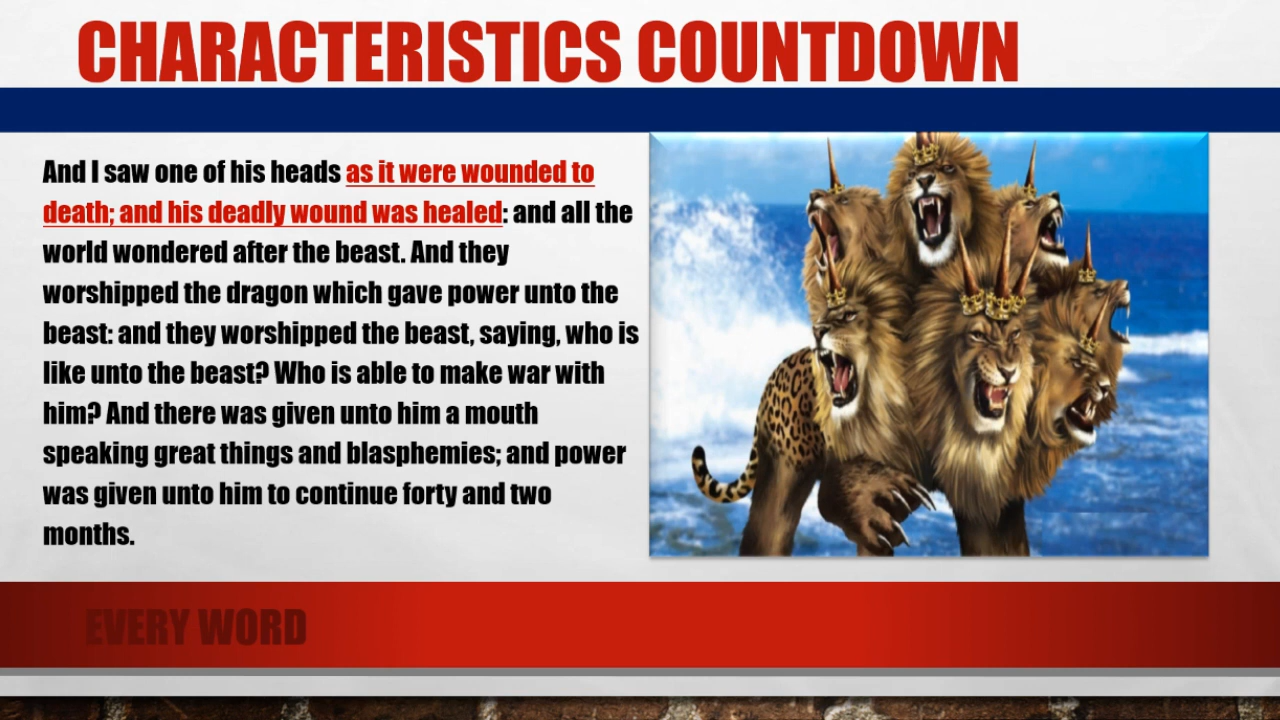 CHARACTERISTICS COUNTDOWN
And I saw one of his heads as it were wounded to
death; and his deadly wound was healed: and all the
world wondered after the beast. And they
worshipped the dragon which gave power unto the
beast: and they worshipped the beast, saying, who is
like unto the beast? Who is able to make war with
him? And there was given unto him a mouth
speaking great things and blasphemies; and power
was given unto him to continue forty and two
months.
EVERY WORD